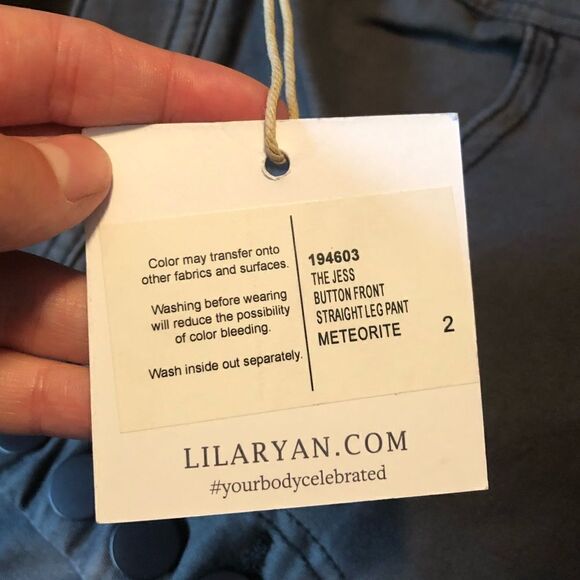 Color may transfer onto
other fabrics and surfaces.
Washing before wearing
will reduce the possibility
of color bleeding.
Wash inside out separately.
194603
THE JESS
BUTTON FRONT
STRAIGHT LEG PANT
METEORITE 2
LILARYAN.COM
#yourbodycelebrated